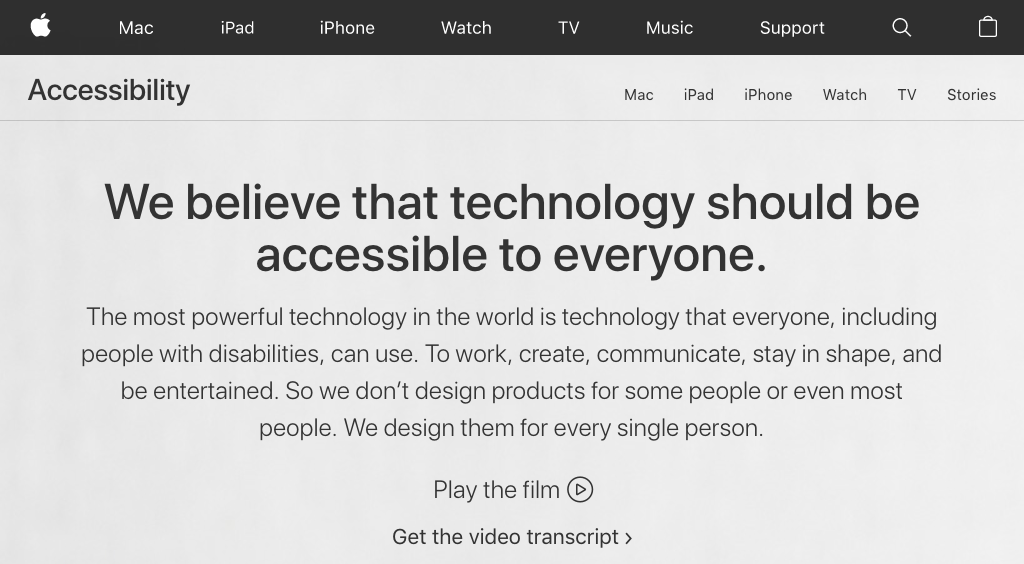 Mac iPad iPhone Watch TV Music Support
Accessibility Mac iPad iPhone Watch TV Stories
We believe that technology should be
accessible to everyone.
The most powerful technology in the world is technology that everyone, including
people with disabilities, can use. To work, create, communicate, stay in shape, and
be entertained. So we don’t design products for some people or even most
people. We design them for every single person.
Play the film
Get the video transcript ›